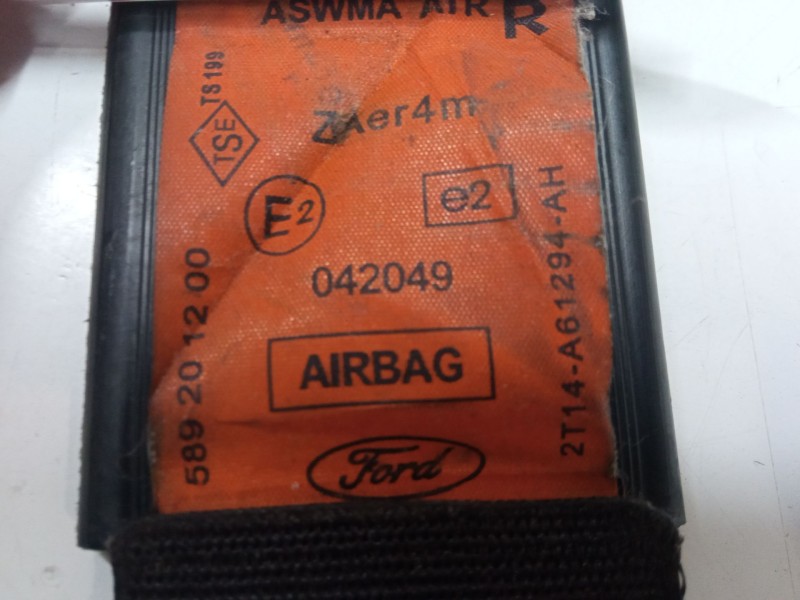 ASWMA AIR R
TS199
TSE
ZAer4m
E2
e2
042049
589 20 12 00
2T14-A61294-AH
AIRBAG
Ford